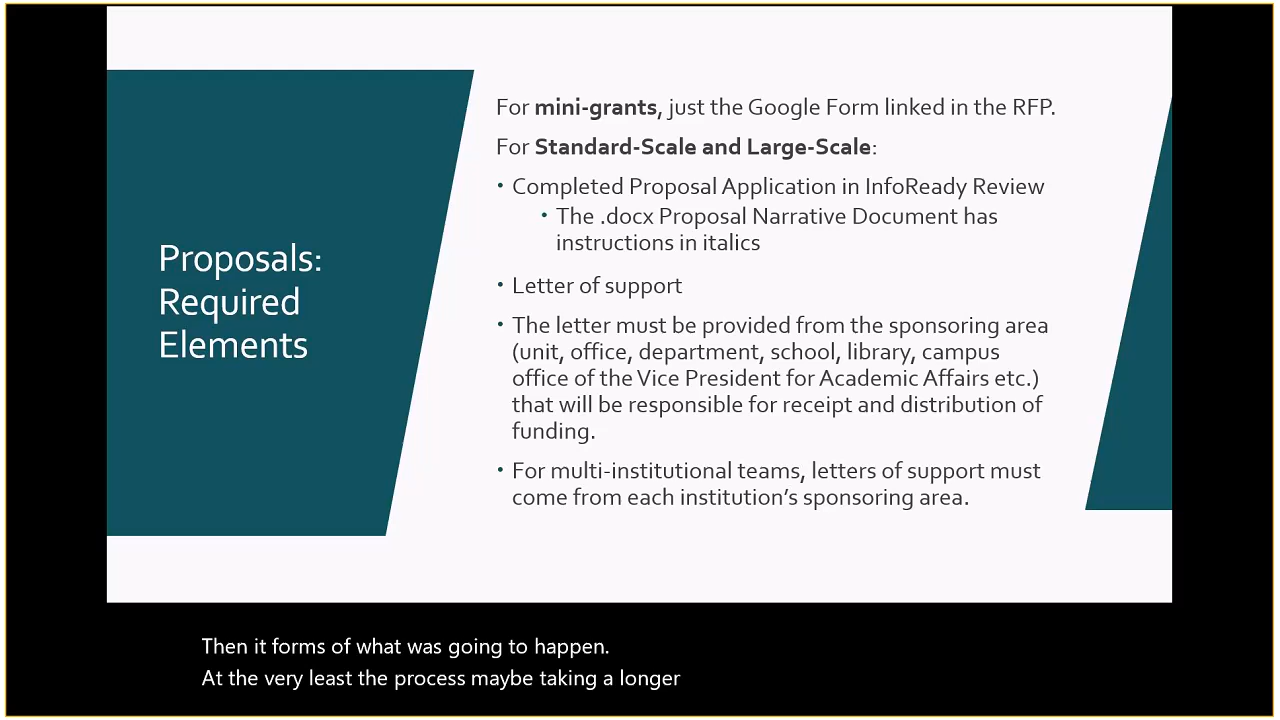 Proposals:
Required
Elements
For mini-grants, just the Google Form linked in the RFP.
For Standard-Scale and Large-Scale:
• Completed Proposal Application in InfoReady Review
• The .docx Proposal Narrative Document has
instructions in italics
• Letter of support
• The letter must be provided from the sponsoring area
(unit, office, department, school, library, campus
office of the Vice President for Academic Affairs etc.)
that will be responsible for receipt and distribution of
funding.
• For multi-institutional teams, letters of support must
come from each institution's sponsoring area.
Then it forms of what was going to happen.
At the very least the process maybe taking a longer